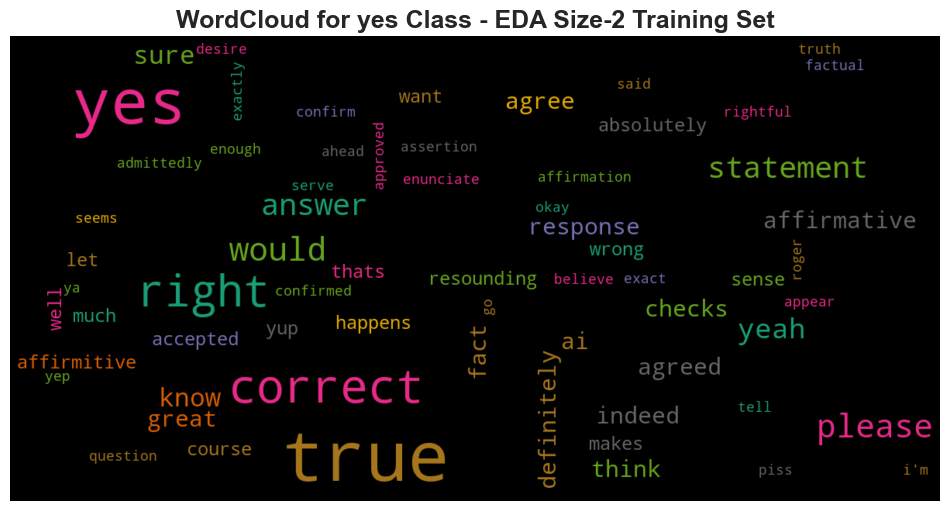 WordCloud for yes Class - EDA Size-2 Training Set
sure desire
truth
factual
yes
exactly
said
want
agree
confirm
rightful
absolutely
approved
enough
ahead
assertion
admittedly
statement
affirmation
enunciate
serve
answer
okay
seems
response
affirmative
would
wrong
roger
let
thats
resounding
believe exact
sense
ya
right
confirmed
well
go
checks
appear
much
yup
happens
yeah
accepted
fact
ai
affirmitive
agreed
yep
definitely
know
correct
great
indeed
tell
please
makes
course
question
true
think
piss
i'm